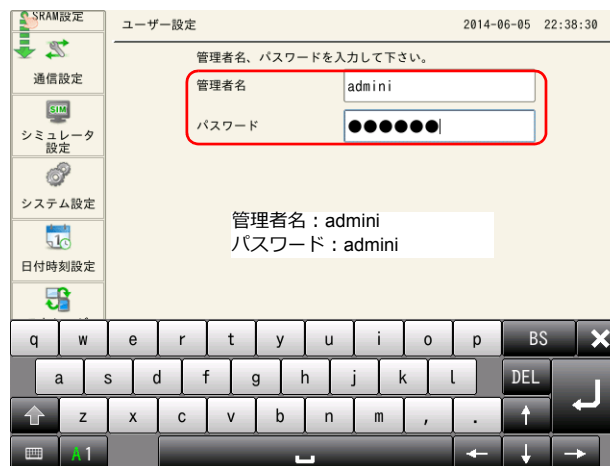 SRAM設定
ユーザー設定
2014-06-05 22:38:30
管理者名、パスワードを入力して下さい。
通信設定
管理者名
admini
SIM
パスワード
●●●●●●
シミュレータ
設定
システム設定
管理者名：admini
パスワード：admini
1
日付時刻設定
q w e r t y u i o p BS ×
a s d f g h j k l DEL
z x c v b n m , . ↑
A1 ← ↓ →